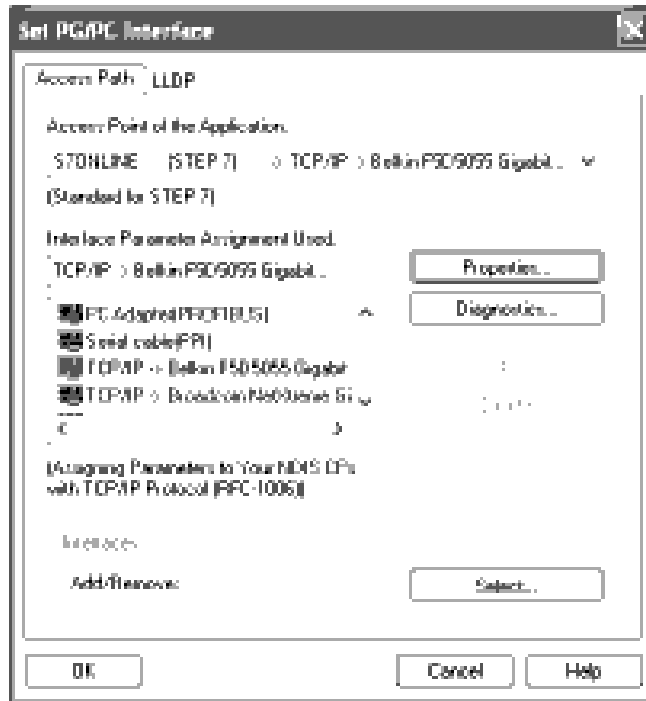 Set PG/PC Interface
Access Path LLDP
Access Point of the Application:
S7ONLINE (STEP 7) -> TCP/IP -> Belkin F5D5055 Gigabit...
(Standard for STEP 7)
Interface Parameter Assignment Used:
TCP/IP -> Belkin F5D5055 Gigabit...
Properties...
Diagnostics...
PC Adapter(PROFIBUS)
Serial cable(PPI)
TCP/IP -> Belkin F5D5055 Gigabit
TCP/IP -> Broadcom NetXtreme Gi
(Assigning Parameters to Your NDIS CPs
with TCP/IP Protocol (RFC-1006))
Interfaces
Add/Remove:
Select...
OK Cancel Help